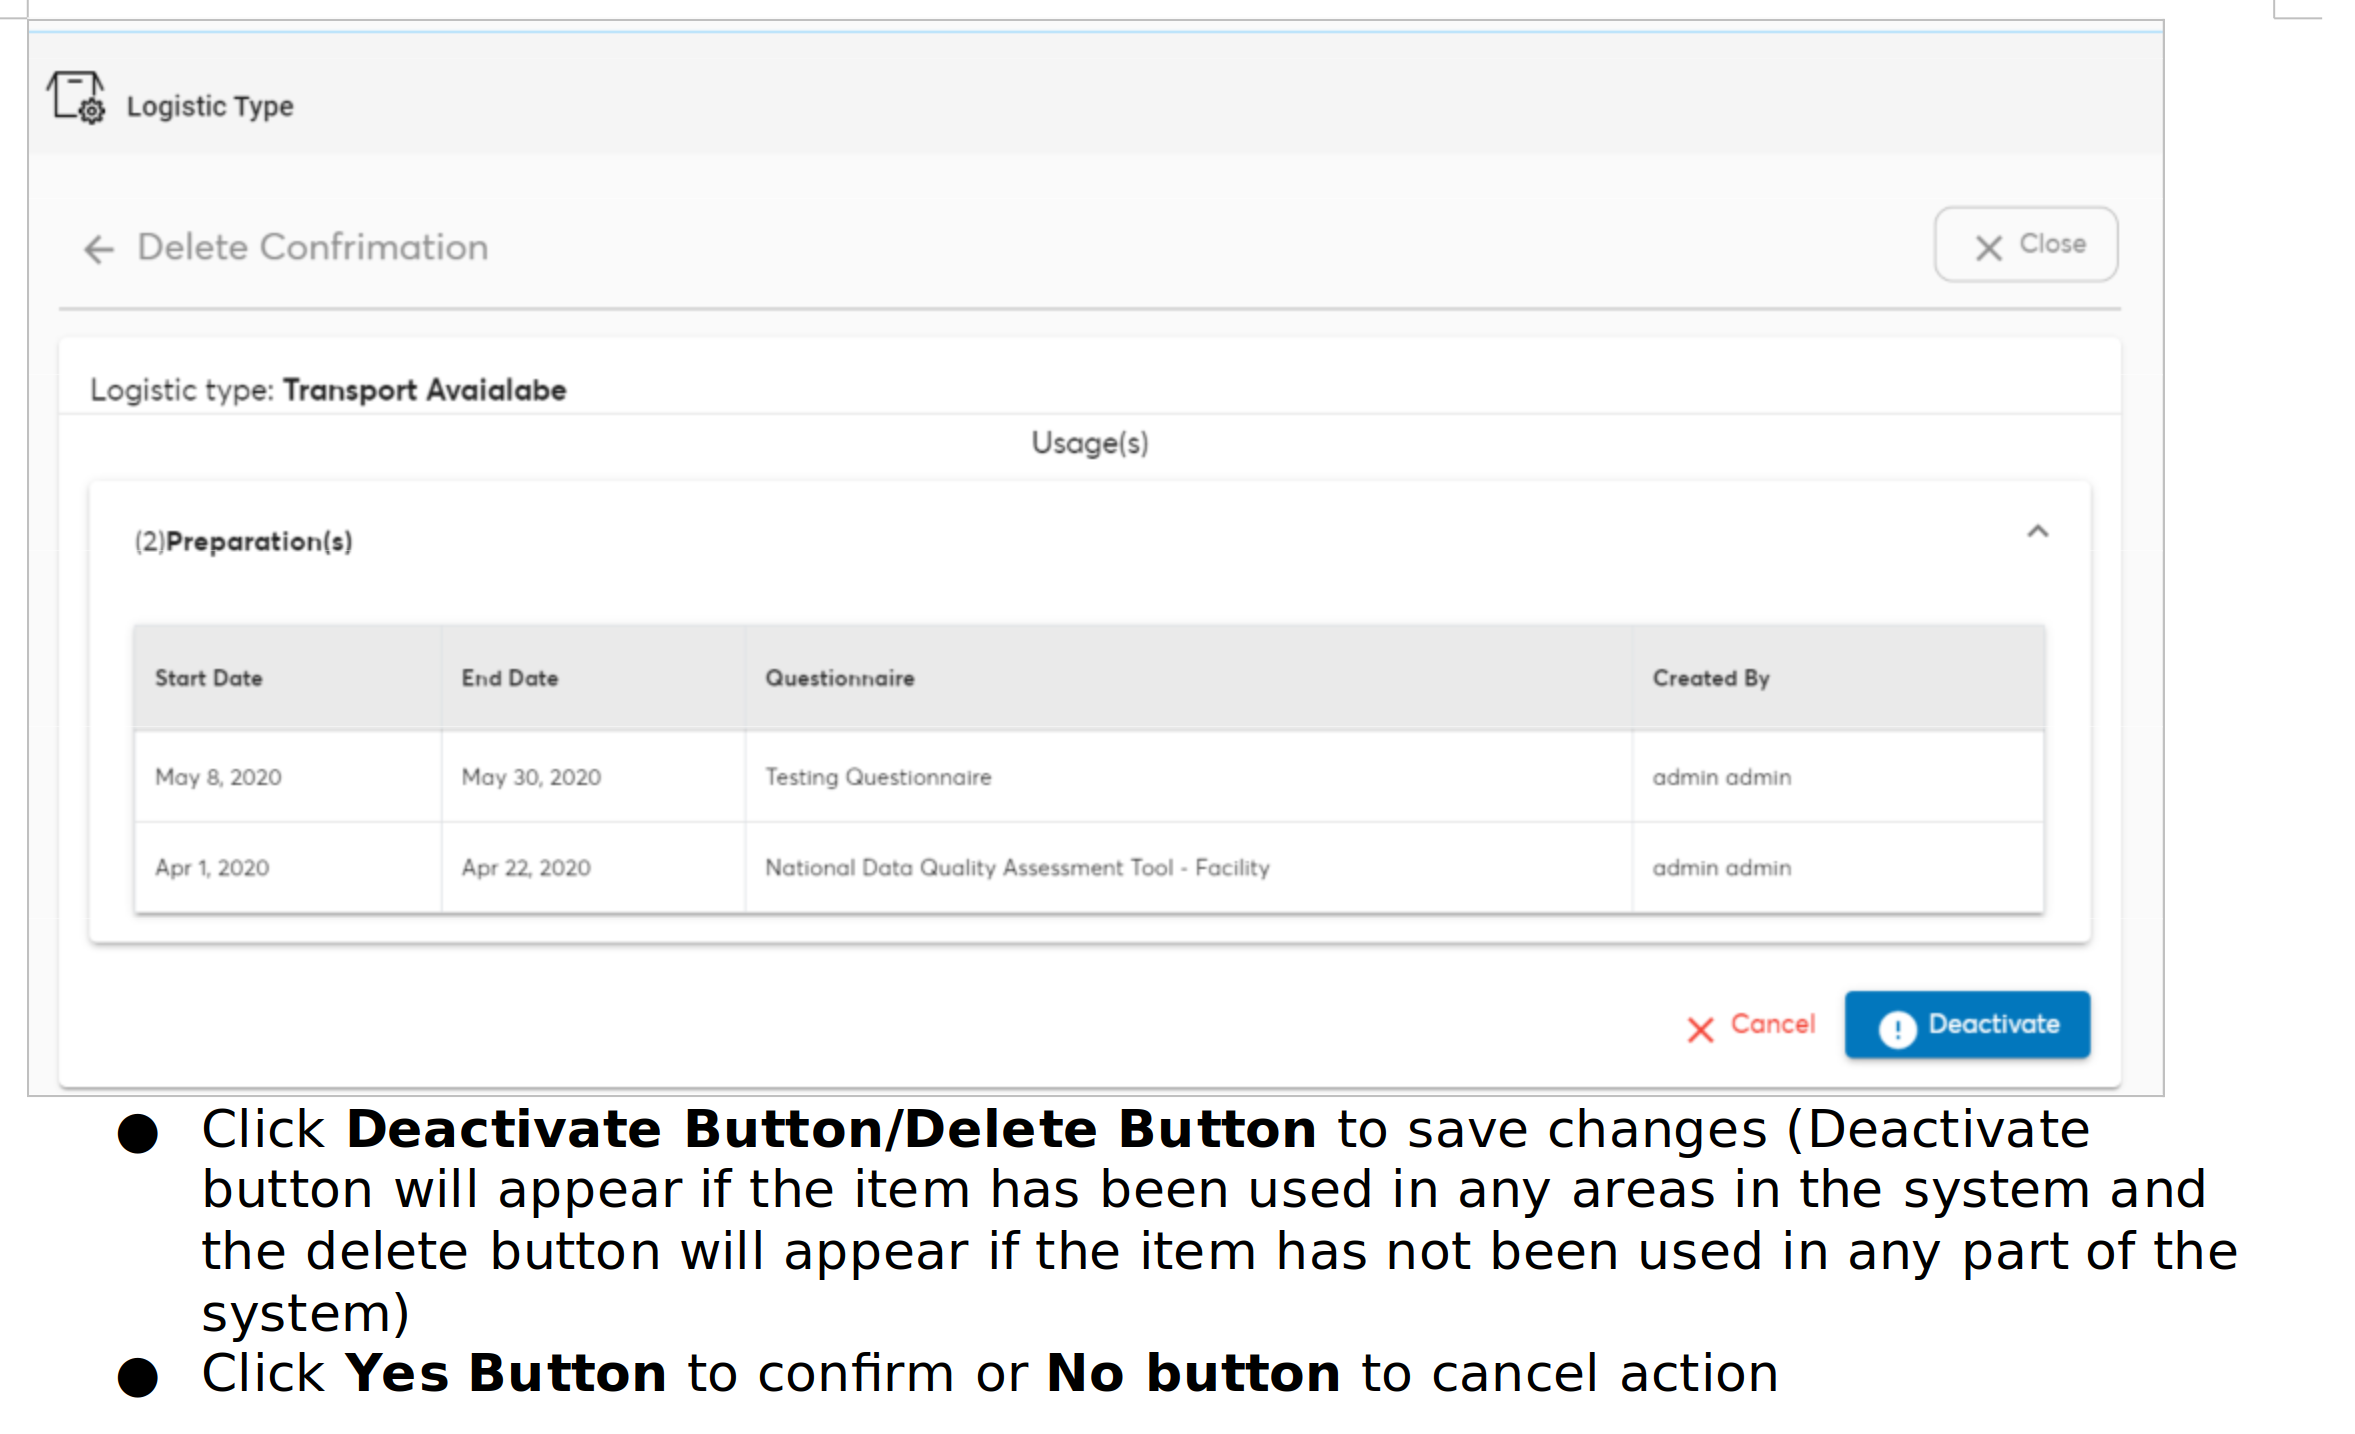 Logistic Type
Delete Confrimation
Close
Logistic type: Transport Avaialabe
Usage(s)
(2)Preparation(s)
Start Date End Date Questionnaire Created By
May 8, 2020 May 30, 2020 Testing Questionnaire admin admin
Apr 1, 2020 Apr 22, 2020 National Data Quality Assessment Tool - Facility admin admin
Cancel
! Deactivate
● Click Deactivate Button/Delete Button to save changes (Deactivate
button will appear if the item has been used in any areas in the system and
the delete button will appear if the item has not been used in any part of the
system)
● Click Yes Button to confirm or No button to cancel action